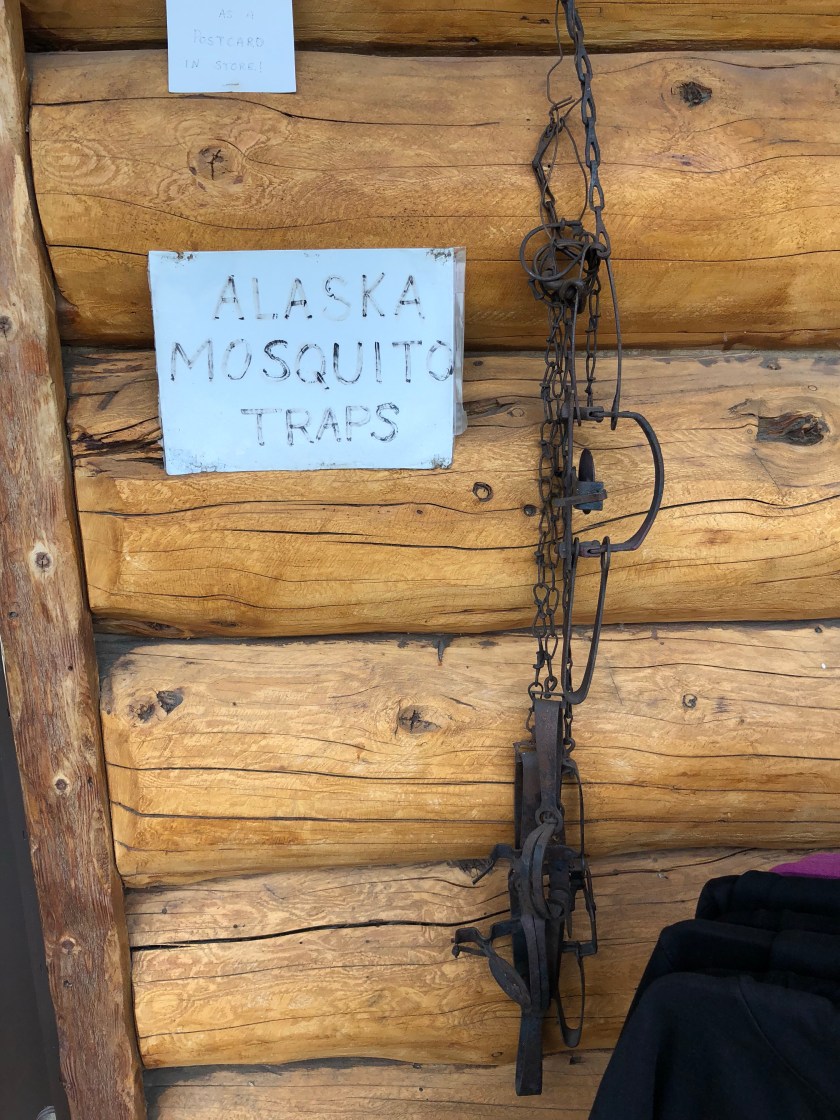 AS A
POSTCARD
IN STORE!
ALASKA
MOSQUITO
TRAPS